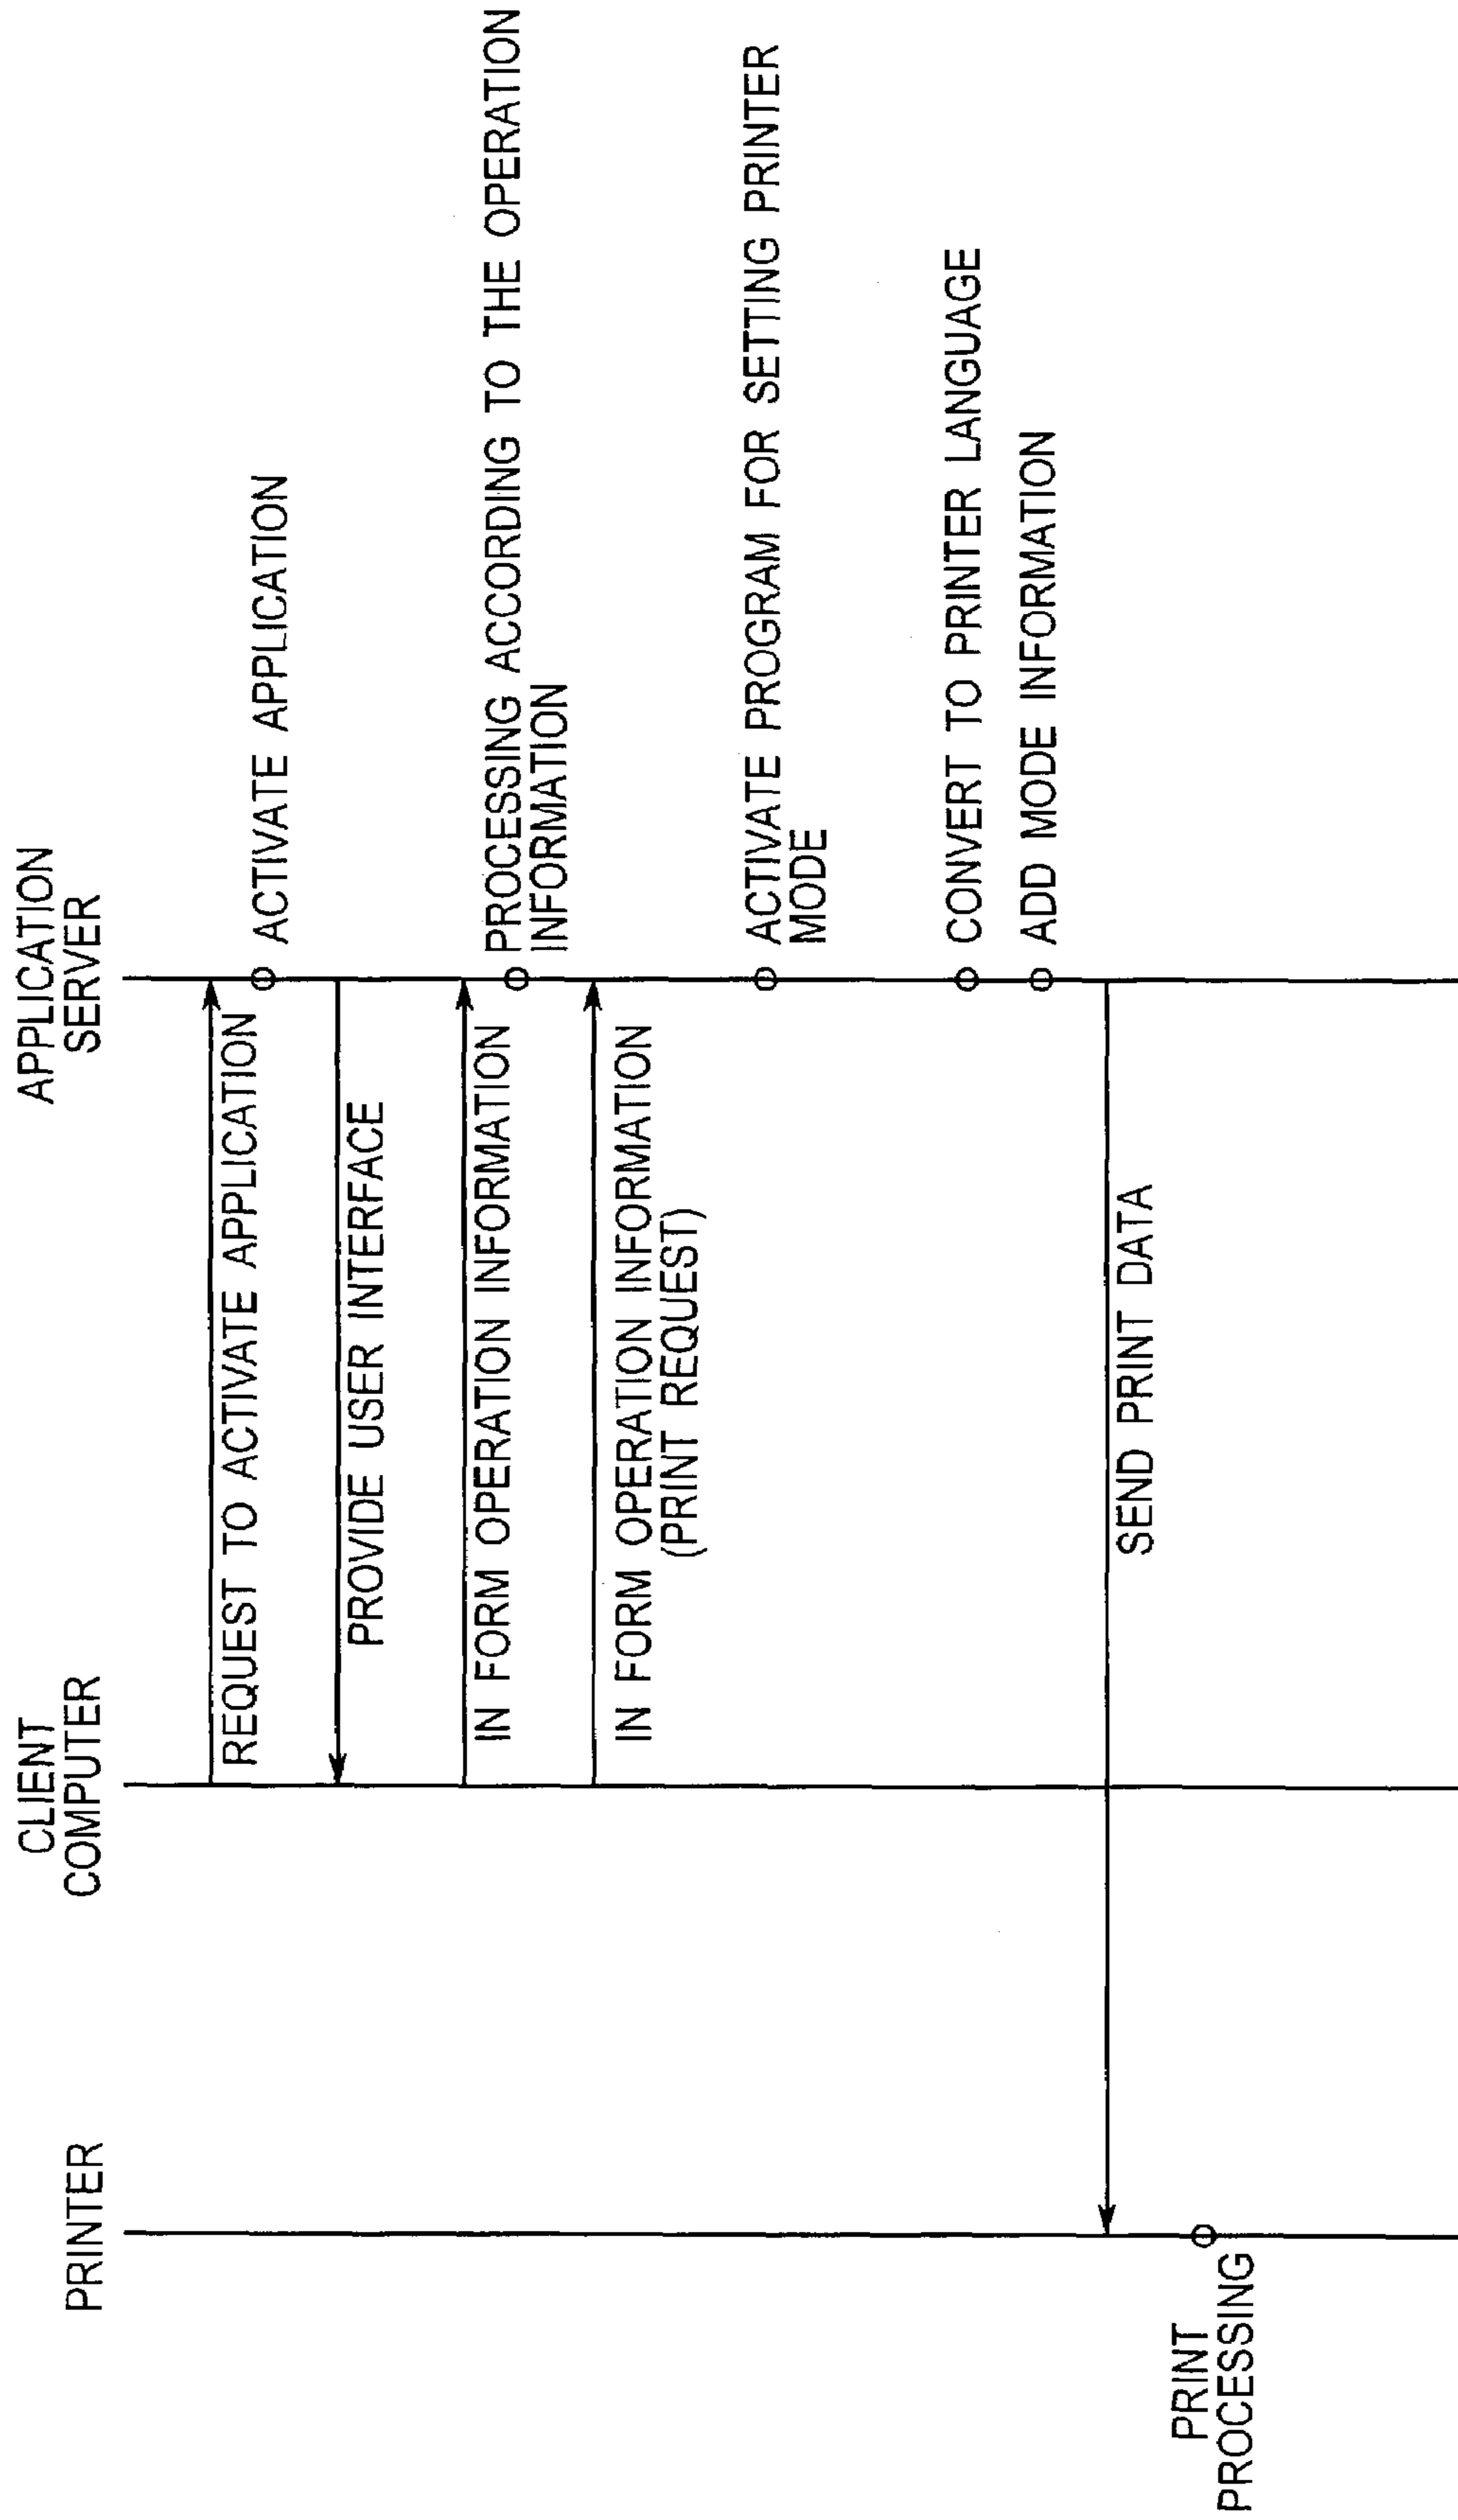 PRINTER
CLIENT
COMPUTER
APPLICATION
SERVER
REQUEST TO ACTIVATE APPLICATION
ACTIVATE APPLICATION
PROVIDE USER INTERFACE
IN FORM OPERATION INFORMATION
PROCESSING ACCORDING TO THE OPERATION
INFORMATION
IN FORM OPERATION INFORMATION
(PRINT REQUEST)
ACTIVATE PROGRAM FOR SETTING PRINTER
MODE
CONVERT TO PRINTER LANGUAGE
ADD MODE INFORMATION
SEND PRINT DATA
PRINT
PROCESSING